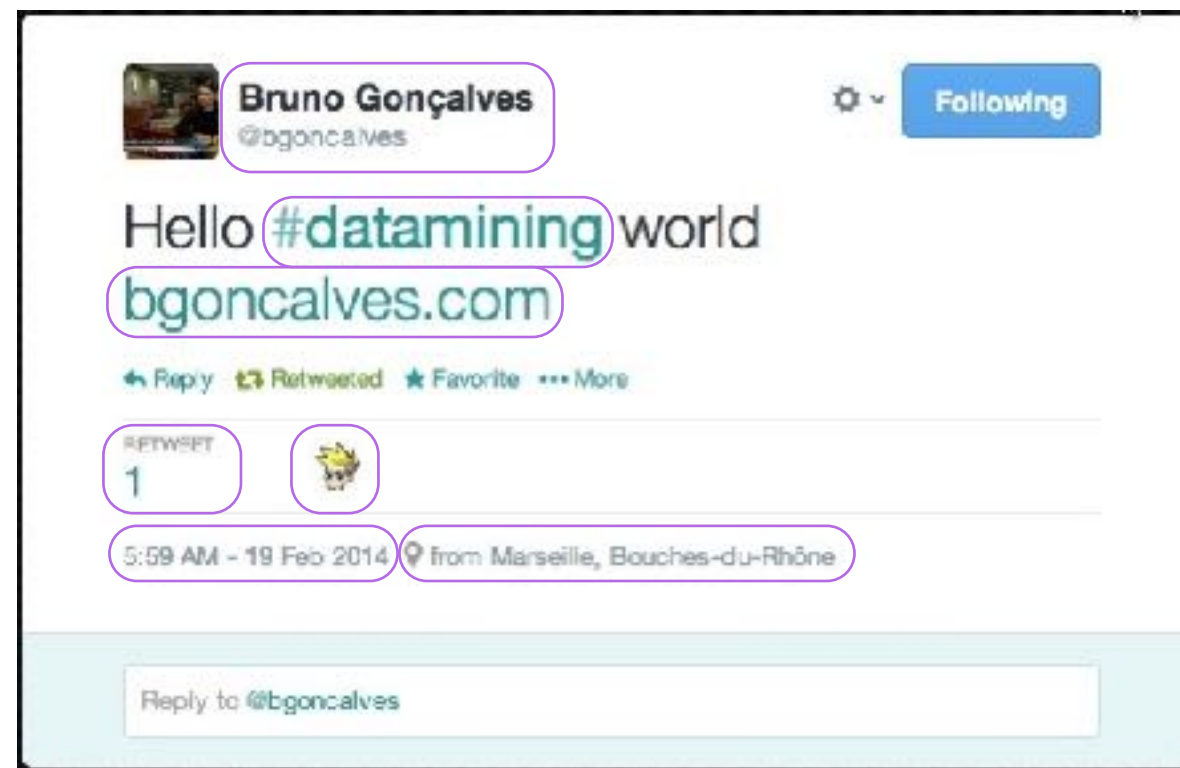 Bruno Gonçalves
@bgoncalves
Following
Hello #datamining world
bgoncalves.com
Reply Retweeted Favorite More
RETWEET
1
5:59 AM - 19 Feb 2014 from Marseille, Bouches-du-Rhône
Reply to @bgoncalves